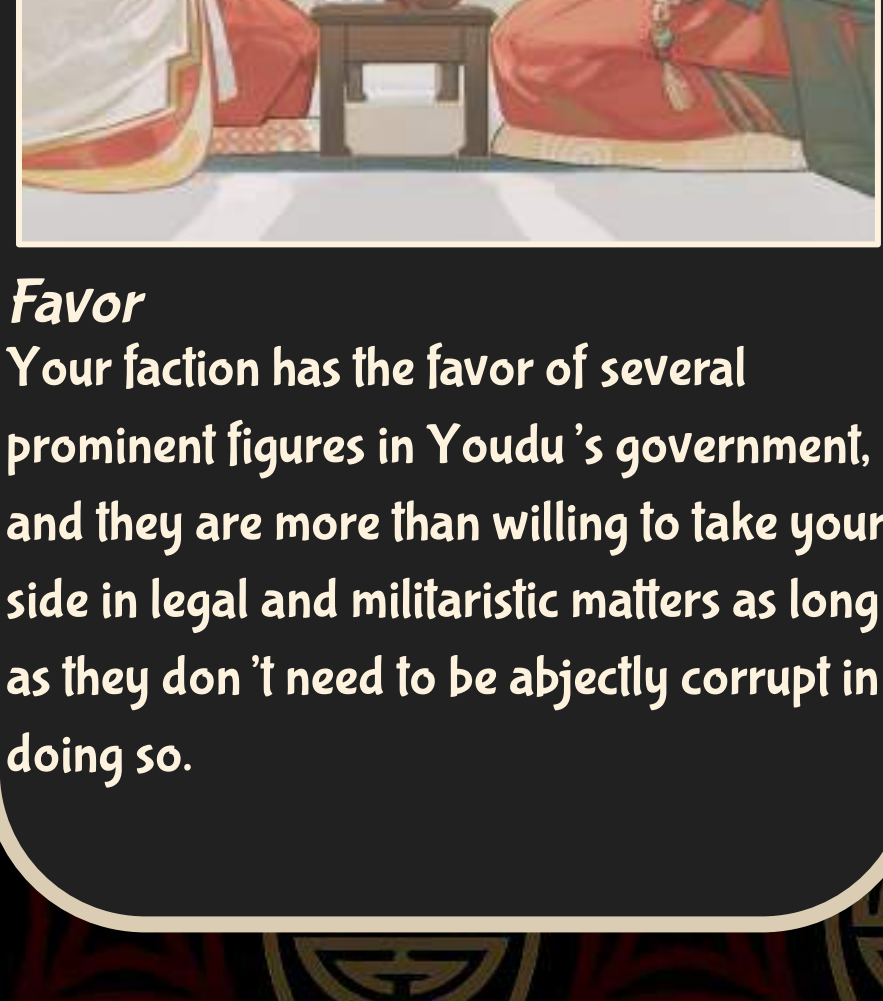 Favor
Your faction has the favor of several
prominent figures in Youdu ’s government,
and they are more than willing to take your
side in legal and militaristic matters as long
as they don ’t need to be abjectly corrupt in
doing so.